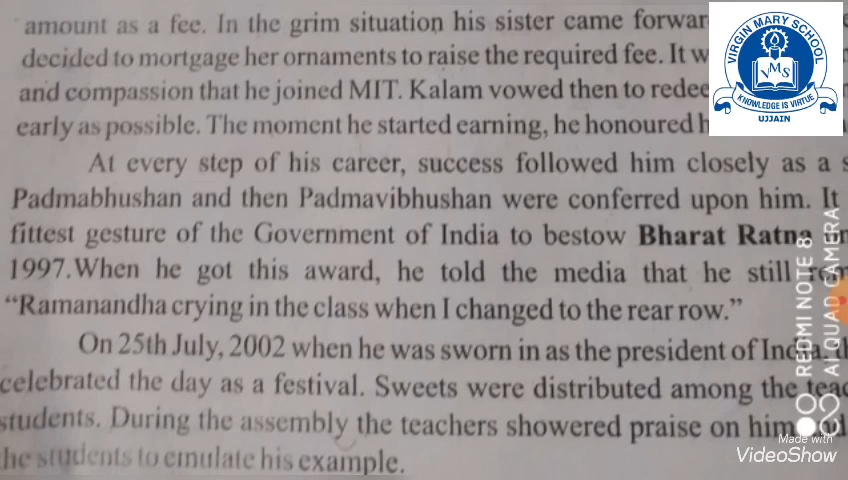 amount as a fee. In the grim situation his sister came forwar
decided to mortgage her ornaments to raise the required fee. It w
and compassion that he joined MIT. Kalam vowed then to redee
early as possible. The moment he started earning, he honoured h
At every step of his career, success followed him closely as a s
Padmabhushan and then Padmavibhushan were conferred upon him. It
fittest gesture of the Government of India to bestow Bharat Ratna
1997.When he got this award, he told the media that he still rem
“Ramanandha crying in the class when I changed to the rear row.”
On 25th July, 2002 when he was sworn in as the president of India, th
celebrated the day as a festival. Sweets were distributed among the teac
students. During the assembly the teachers showered praise on him
the students to emulate his example.
VIRGIN MARY SCHOOL
VMS
KNOWLEDGE IS VIRTUE
UJJAIN
REDMI NOTE 8
AI QUAD CAMERA
Made with
VideoShow